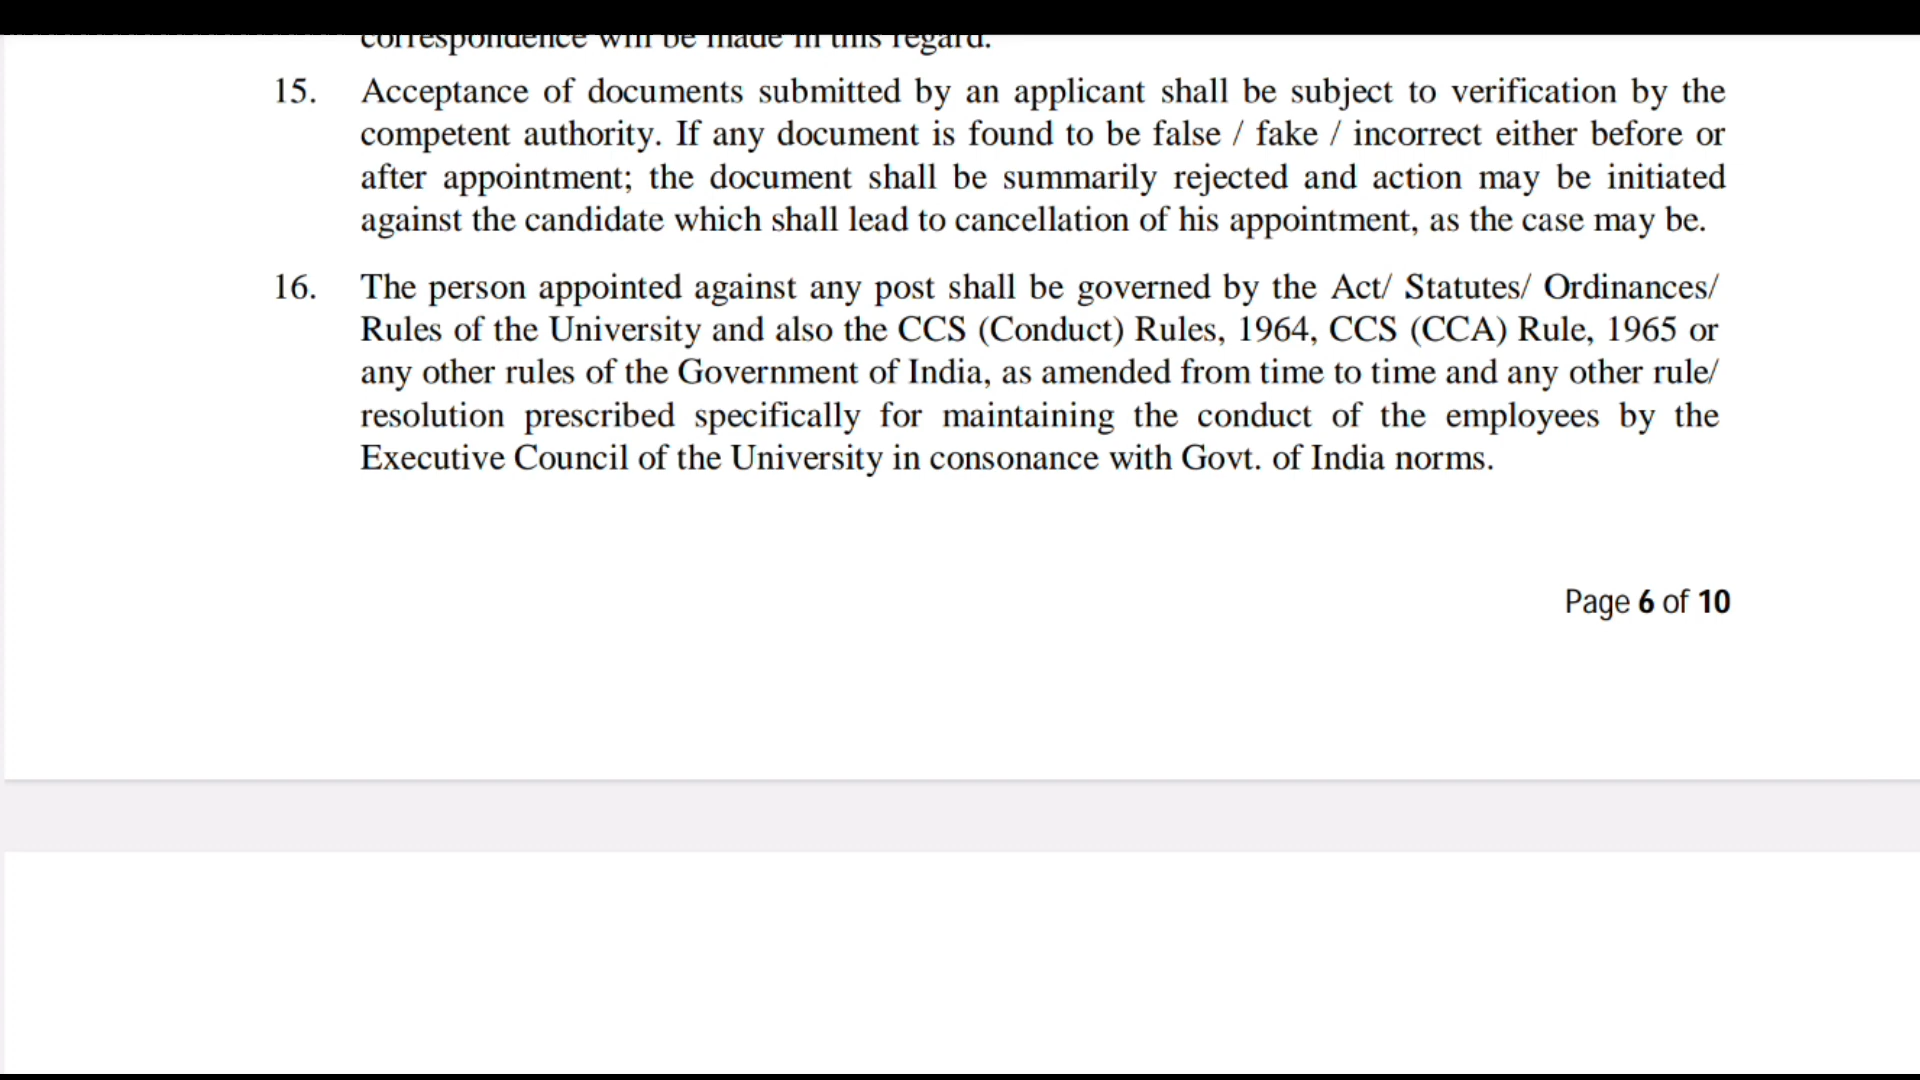 correspondence will be made in this regard.
15. Acceptance of documents submitted by an applicant shall be subject to verification by the
competent authority. If any document is found to be false / fake / incorrect either before or
after appointment; the document shall be summarily rejected and action may be initiated
against the candidate which shall lead to cancellation of his appointment, as the case may be.
16. The person appointed against any post shall be governed by the Act/ Statutes/ Ordinances/
Rules of the University and also the CCS (Conduct) Rules, 1964, CCS (CCA) Rule, 1965 or
any other rules of the Government of India, as amended from time to time and any other rule/
resolution prescribed specifically for maintaining the conduct of the employees by the
Executive Council of the University in consonance with Govt. of India norms.
Page 6 of 10